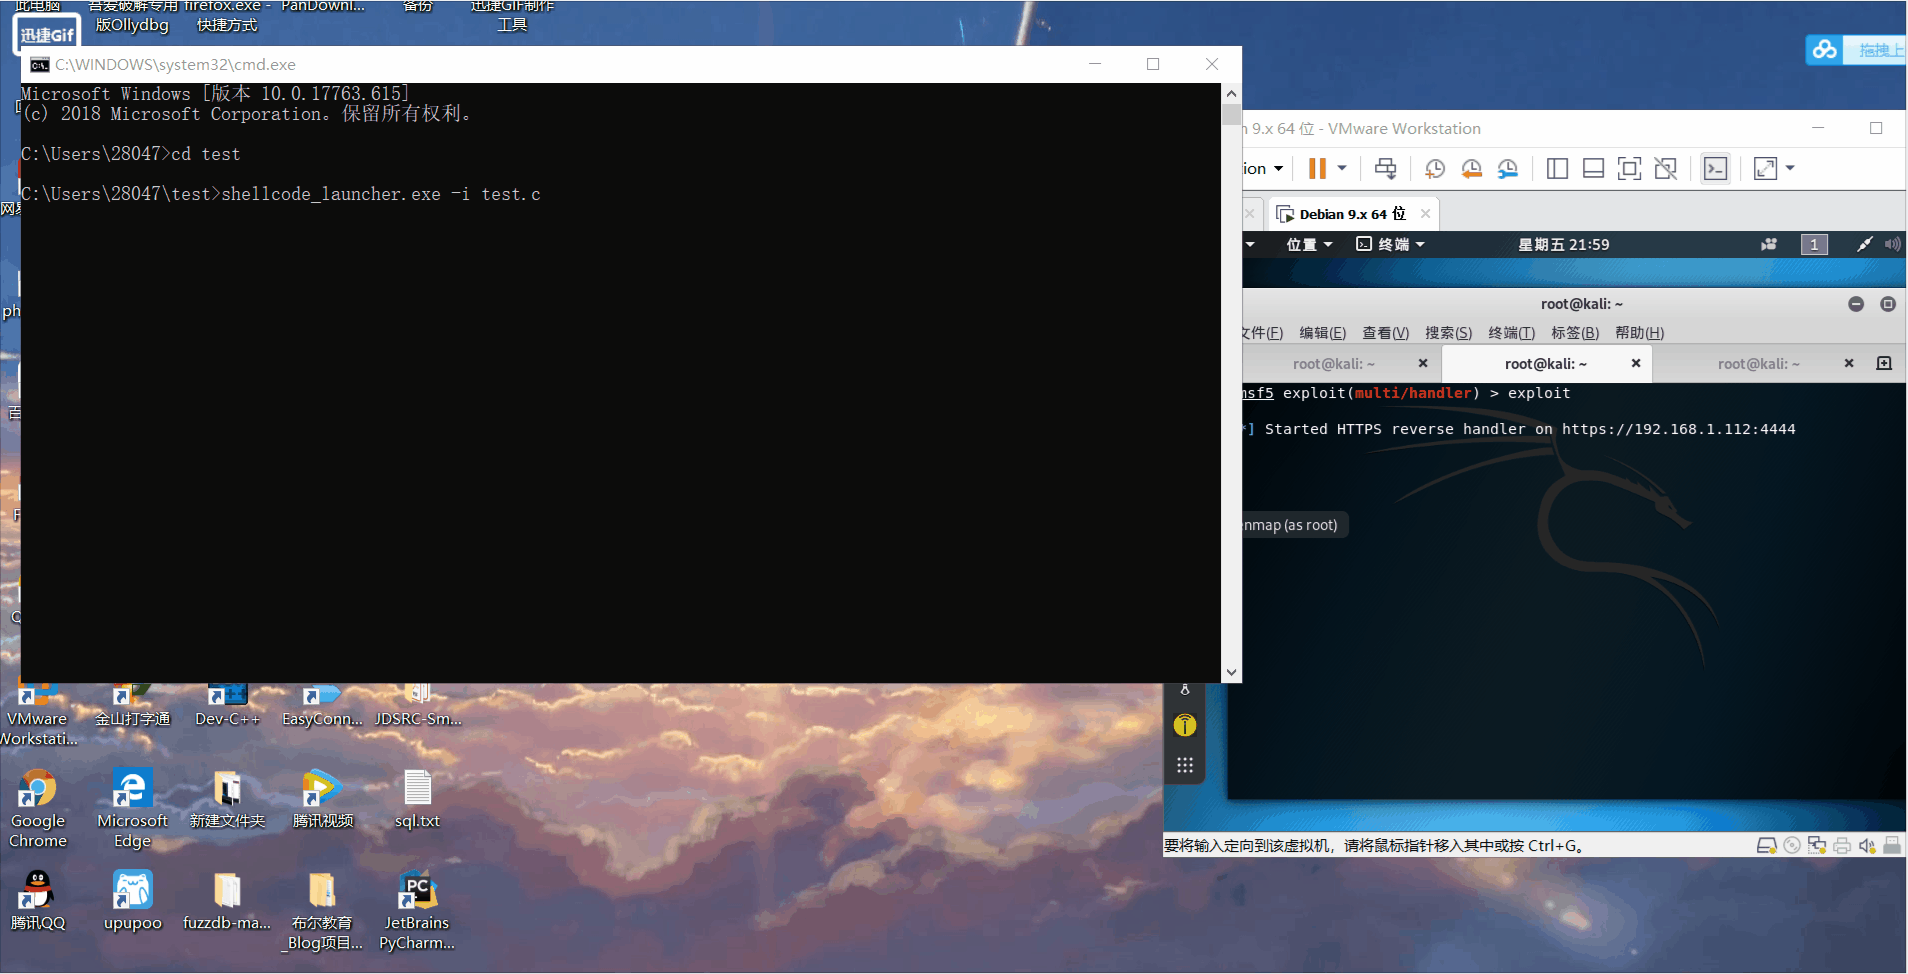 此电脑
吾爱破解专用
版Ollydbg
firefox.exe -
快捷方式
PanDownl...
备份
迅捷GIF制作
工具
迅捷Gif
拖拽上
C:\WINDOWS\system32\cmd.exe
Microsoft Windows [版本 10.0.17763.615]
(c) 2018 Microsoft Corporation。保留所有权利。
C:\Users\28047>cd test
C:\Users\28047\test>shellcode_launcher.exe -i test.c
9.x 64 位 - VMware Workstation
ion
Debian 9.x 64 位
位置
终端
星期五 21:59
1
root@kali: ~
文件(F) 编辑(E) 查看(V) 搜索(S) 终端(T) 标签(B) 帮助(H)
root@kali: ~
root@kali: ~
root@kali: ~
msf5 exploit(multi/handler) > exploit
*] Started HTTPS reverse handler on https://192.168.1.112:4444
enmap (as root)
要将输入定向到该虚拟机，请将鼠标指针移入其中或按 Ctrl+G。
VMware
Workstati...
金山打字通
Dev-C++
EasyConn...
JDSRC-Sm...
Google
Chrome
Microsoft
Edge
新建文件夹
腾讯视频
sql.txt
腾讯QQ
upupoo
fuzzdb-ma...
布尔教育
_Blog项目...
PC
JetBrains
PyCharm...